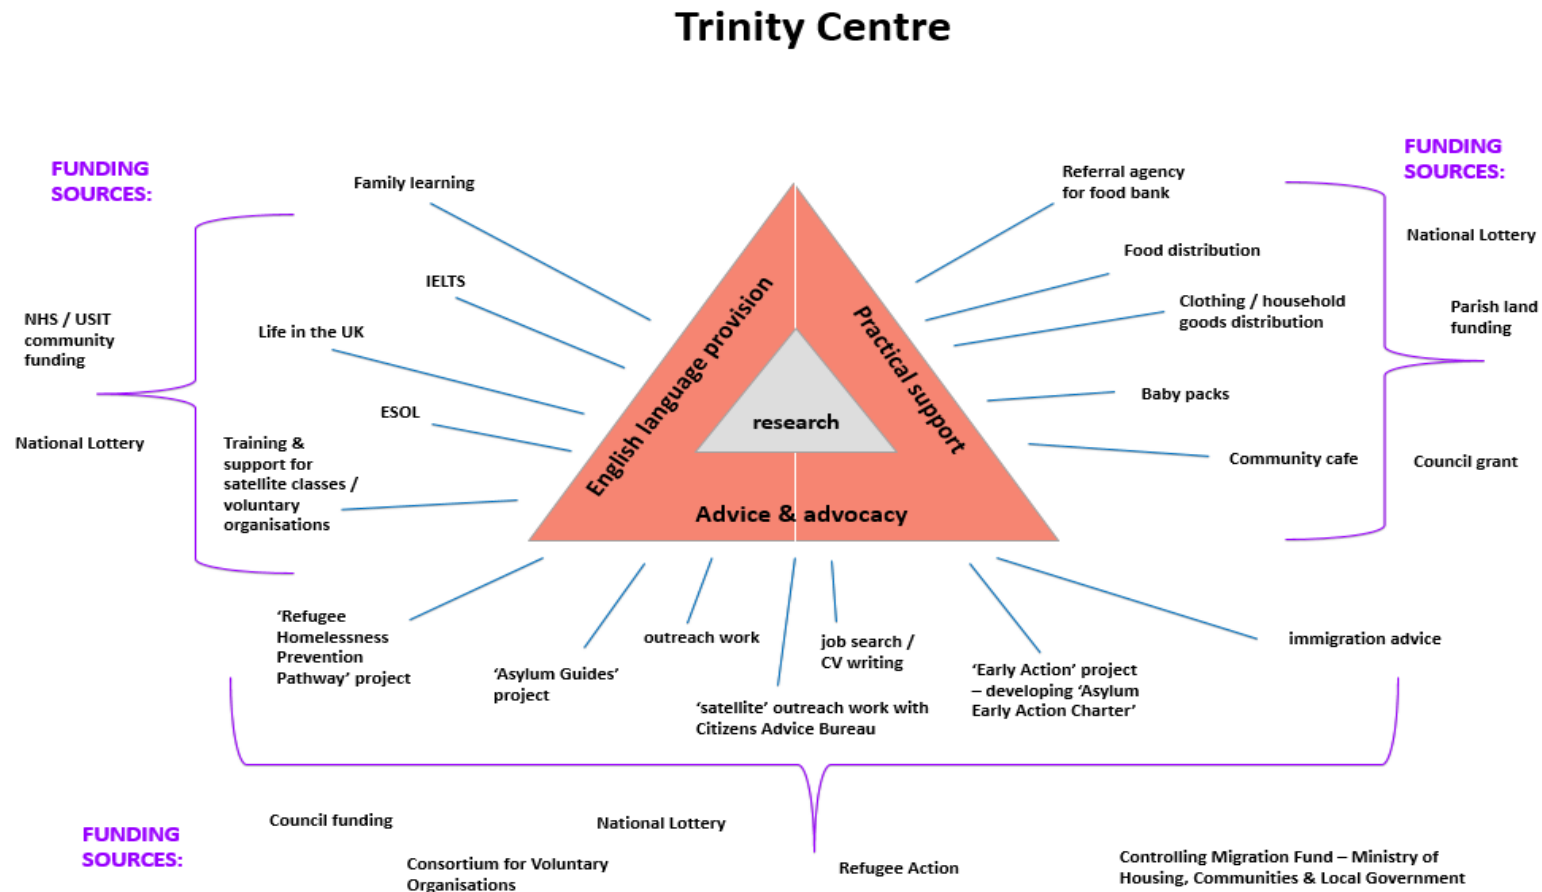 Trinity Centre
FUNDING
SOURCES:
NHS / USIT
community
funding
National Lottery
Family learning
IELTS
Life in the UK
ESOL
Training &
support for
satellite classes /
voluntary
organisations
English language provision
Practical support
research
Advice & advocacy
Referral agency
for food bank
Food distribution
Clothing / household
goods distribution
Baby packs
Community cafe
FUNDING
SOURCES:
National Lottery
Parish land
funding
Council grant
‘Refugee
Homelessness
Prevention
Pathway’ project
‘Asylum Guides’
project
outreach work
‘satellite’ outreach work with
Citizens Advice Bureau
job search /
CV writing
‘Early Action’ project
– developing ‘Asylum
Early Action Charter’
immigration advice
FUNDING
SOURCES:
Council funding
Consortium for Voluntary
Organisations
National Lottery
Refugee Action
Controlling Migration Fund – Ministry of
Housing, Communities & Local Government